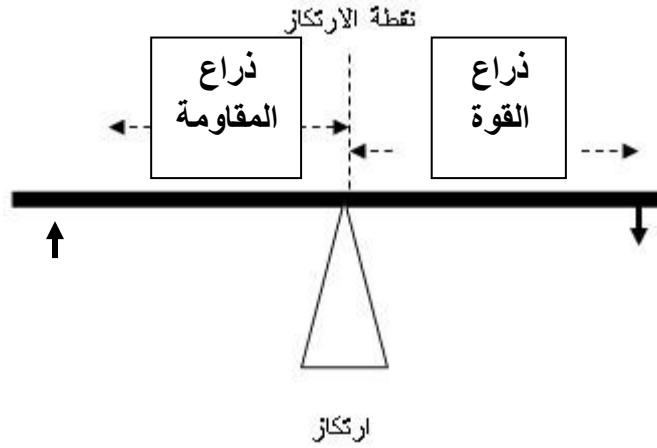 نقطة الارتكاز
ذراع
القوة
ذراع
المقاومة
ارتكاز